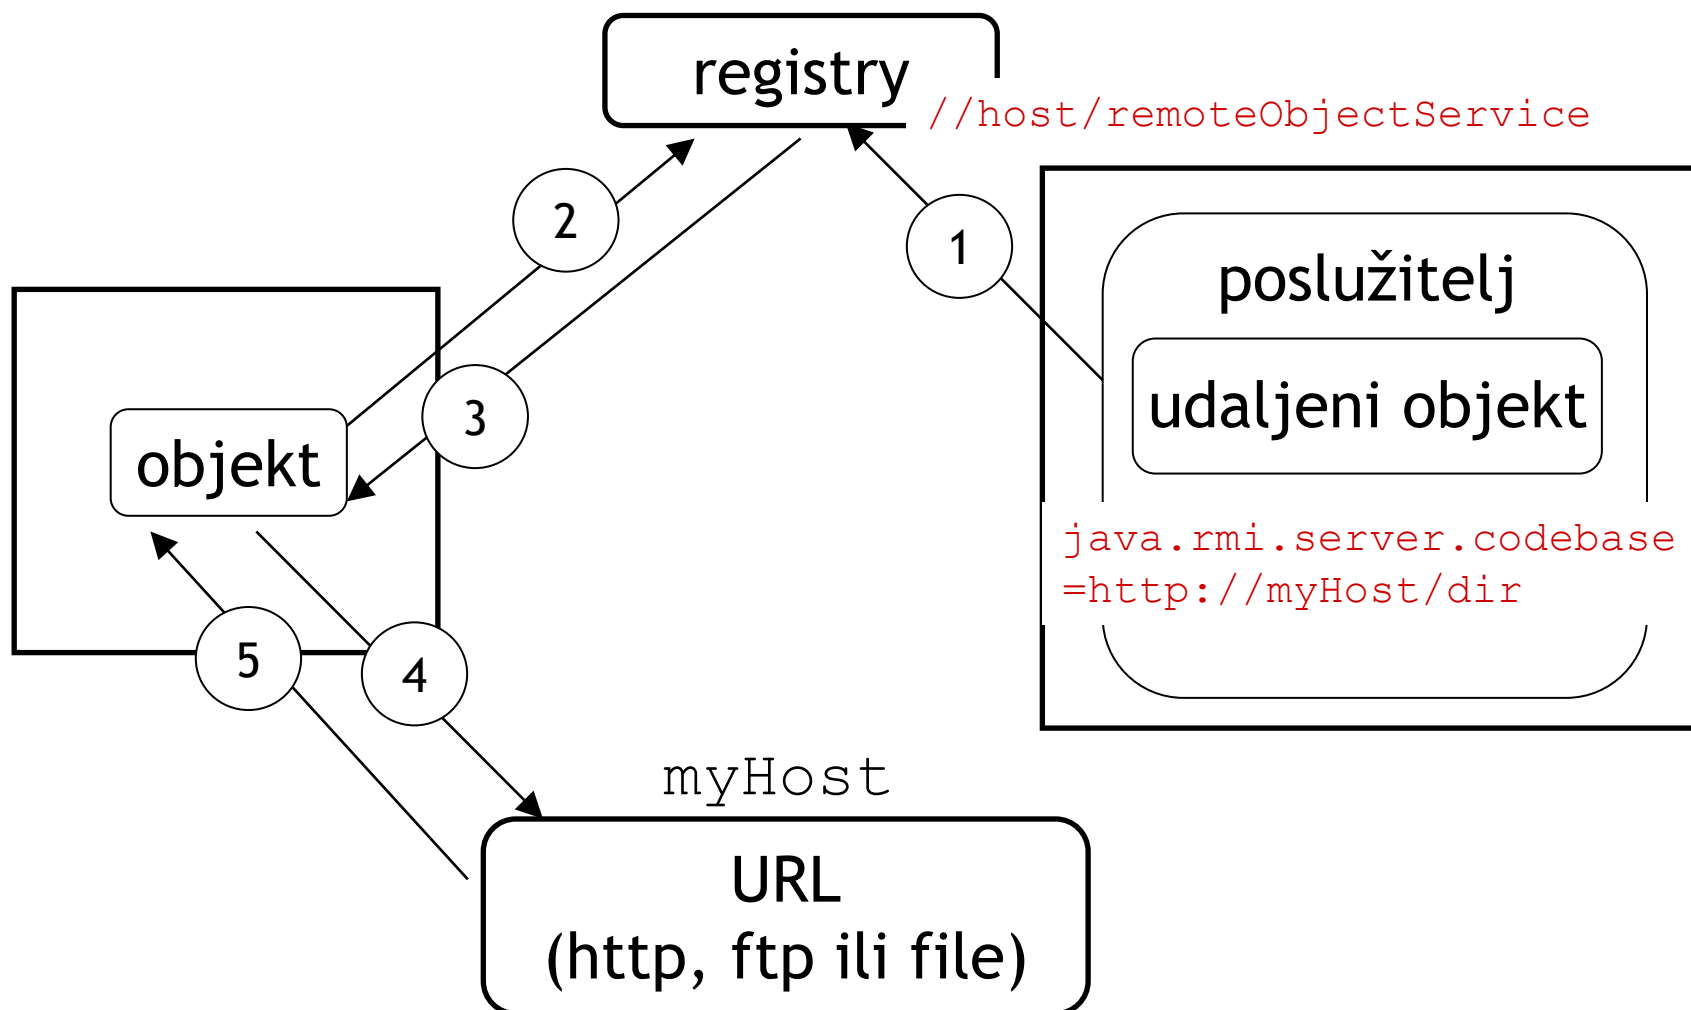 registry
//host/remoteObjectService
2
1
poslužitelj
udaljeni objekt
3
objekt
java.rmi.server.codebase
=http://myHost/dir
5
4
myHost
URL
(http, ftp ili file)